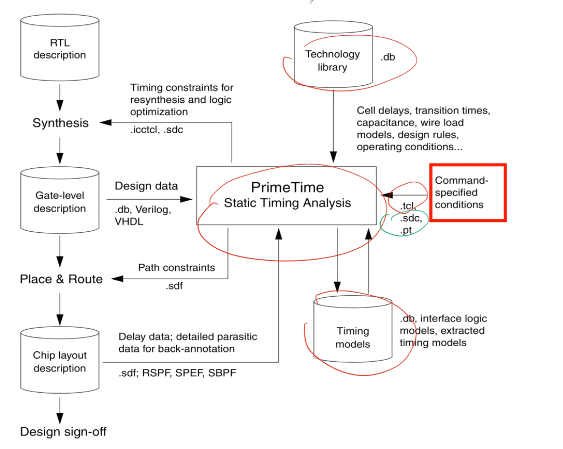 RTL
description
Technology
library
.db
Timing constraints for
resynthesis and logic
optimization
.icctcl, .sdc
Synthesis
Cell delays, transition times,
capacitance, wire load
models, design rules,
operating conditions...
Gate-level
description
Design data
.db, Verilog,
VHDL
PrimeTime
Static Timing Analysis
.tcl,
.sdc,
.pt
Command-
specified
conditions
Place & Route
Path constraints
.sdf
Chip layout
description
Delay data; detailed parasitic
data for back-annotation
.sdf; RSPF, SPEF, SBPF
Timing
models
.db, interface logic
models, extracted
timing models
Design sign-off